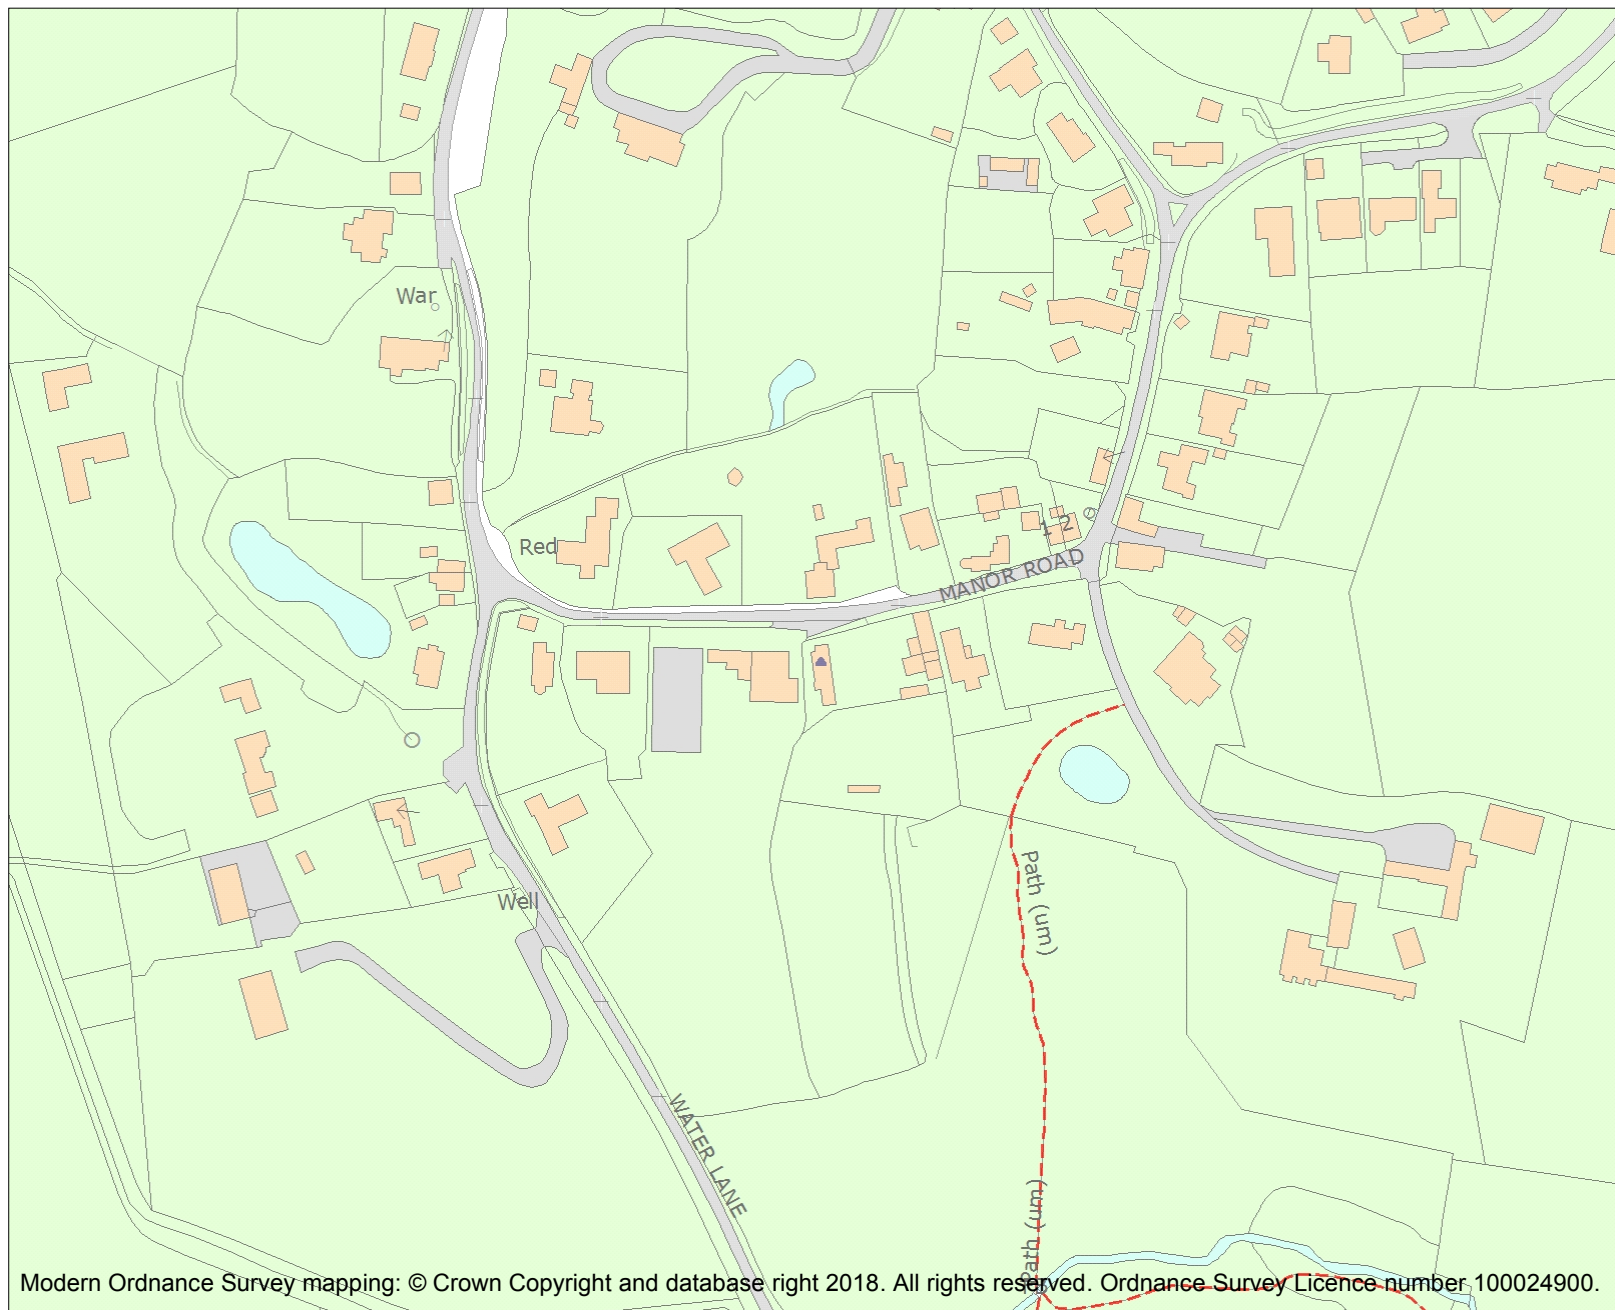 War
Red
1
2
MANOR ROAD
Path (um)
Well
WATER LANE
Path (um)
Modern Ordnance Survey mapping: © Crown Copyright and database right 2018. All rights reserved. Ordnance Survey Licence number 100024900.